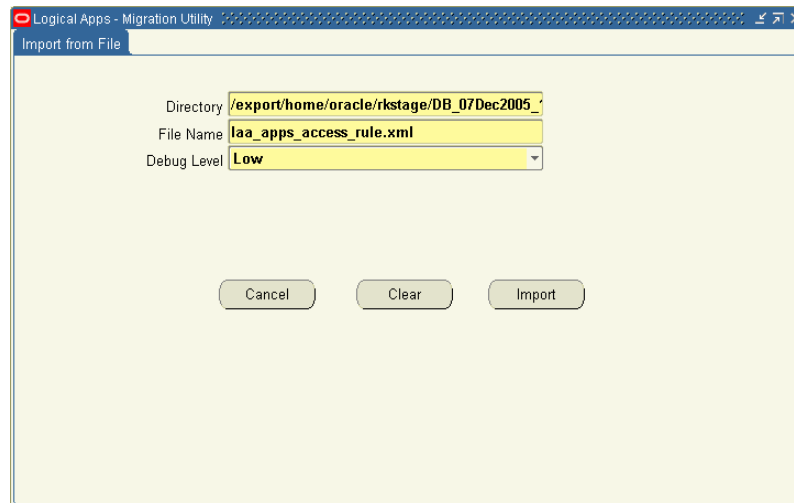 Logical Apps - Migration Utility
Import from File
Directory /export/home/oracle/rkstage/DB_07Dec2005_
File Name laa_apps_access_rule.xml
Debug Level Low
Cancel Clear Import